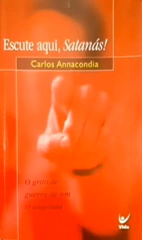 Escute aqui, Satanás!
Carlos Annacondia
O grito de
guerra de um
evangelista
Vida